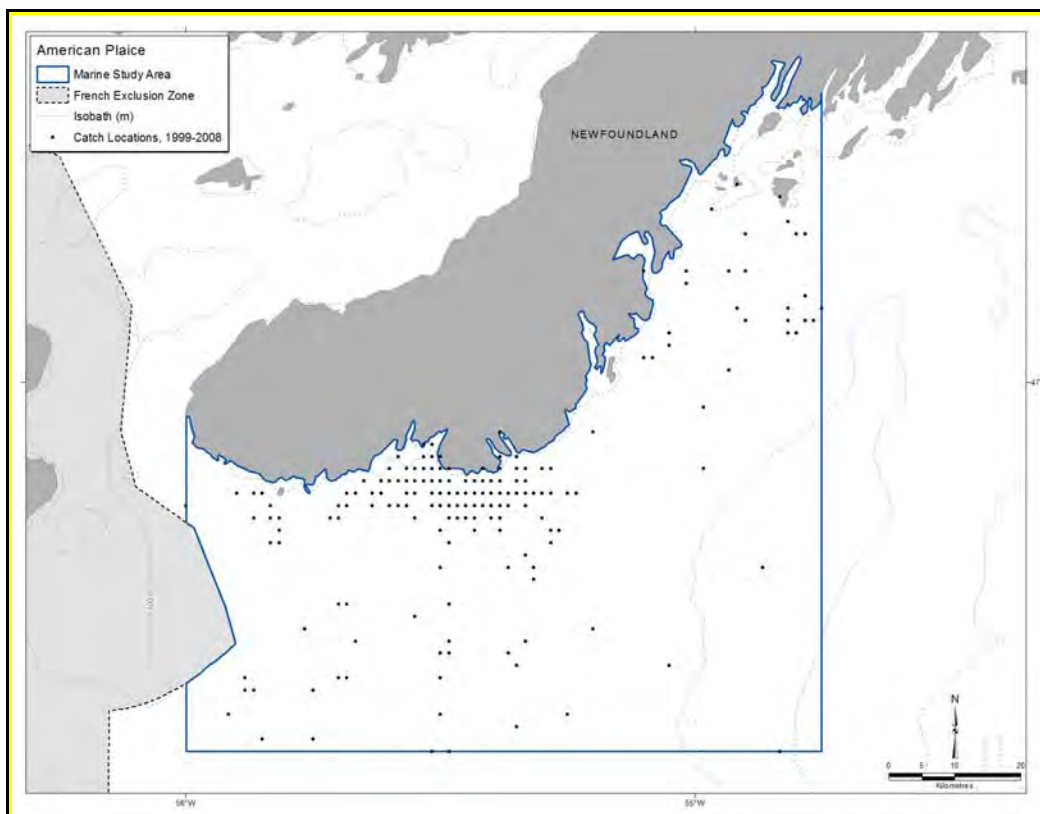 American Plaice
Marine Study Area
French Exclusion Zone
Isobath (m)
Catch Locations, 1999-2008
NEWFOUNDLAND
47
N
0 5 10 20
Kilometres
56°W
55°W